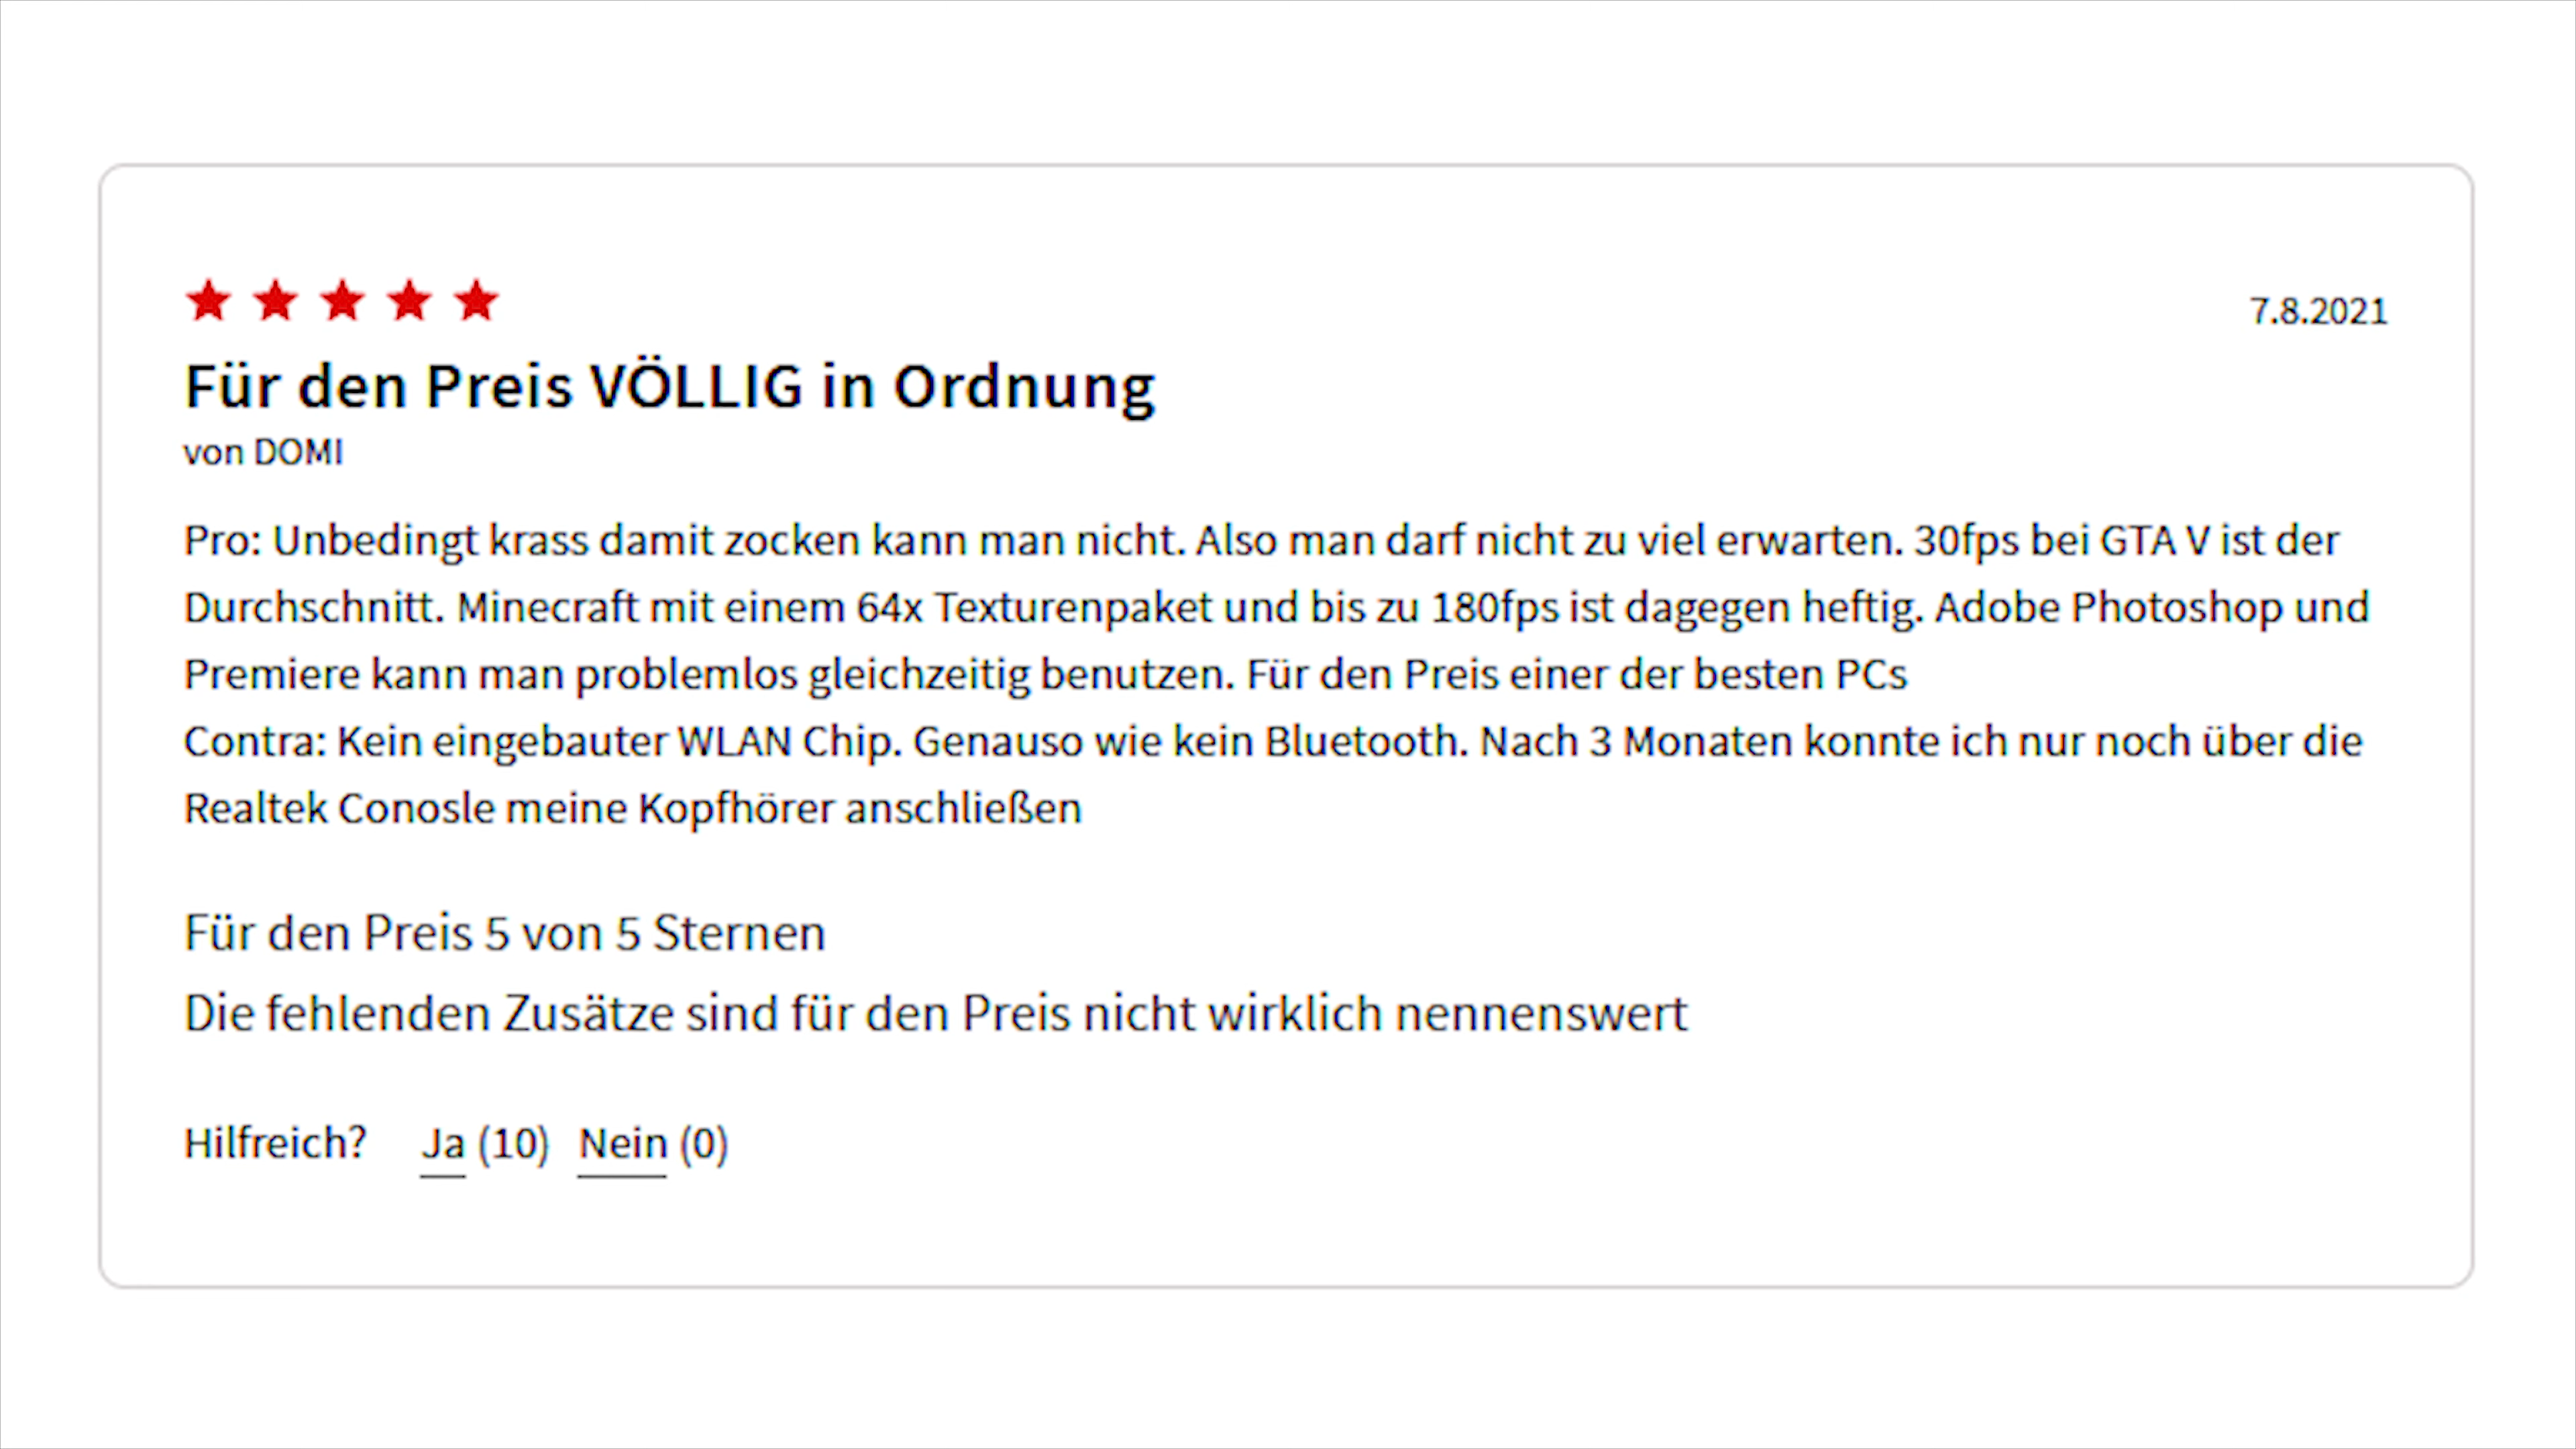 7.8.2021
Für den Preis VÖLLIG in Ordnung
von DOMI
Pro: Unbedingt krass damit zocken kann man nicht. Also man darf nicht zu viel erwarten. 30fps bei GTA V ist der
Durchschnitt. Minecraft mit einem 64x Texturenpaket und bis zu 180fps ist dagegen heftig. Adobe Photoshop und
Premiere kann man problemlos gleichzeitig benutzen. Für den Preis einer der besten PCs
Contra: Kein eingebauter WLAN Chip. Genauso wie kein Bluetooth. Nach 3 Monaten konnte ich nur noch über die
Realtek Conosle meine Kopfhörer anschließen
Für den Preis 5 von 5 Sternen
Die fehlenden Zusätze sind für den Preis nicht wirklich nennenswert
Hilfreich? Ja (10) Nein (0)